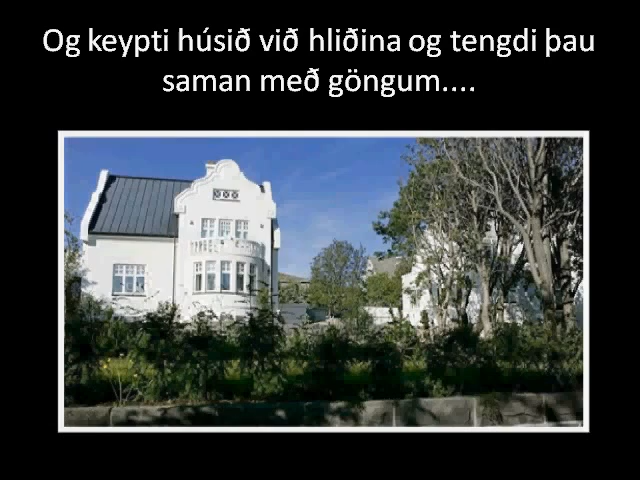 Og keypti húsið við hliðina og tengdi þau
saman með göngum....